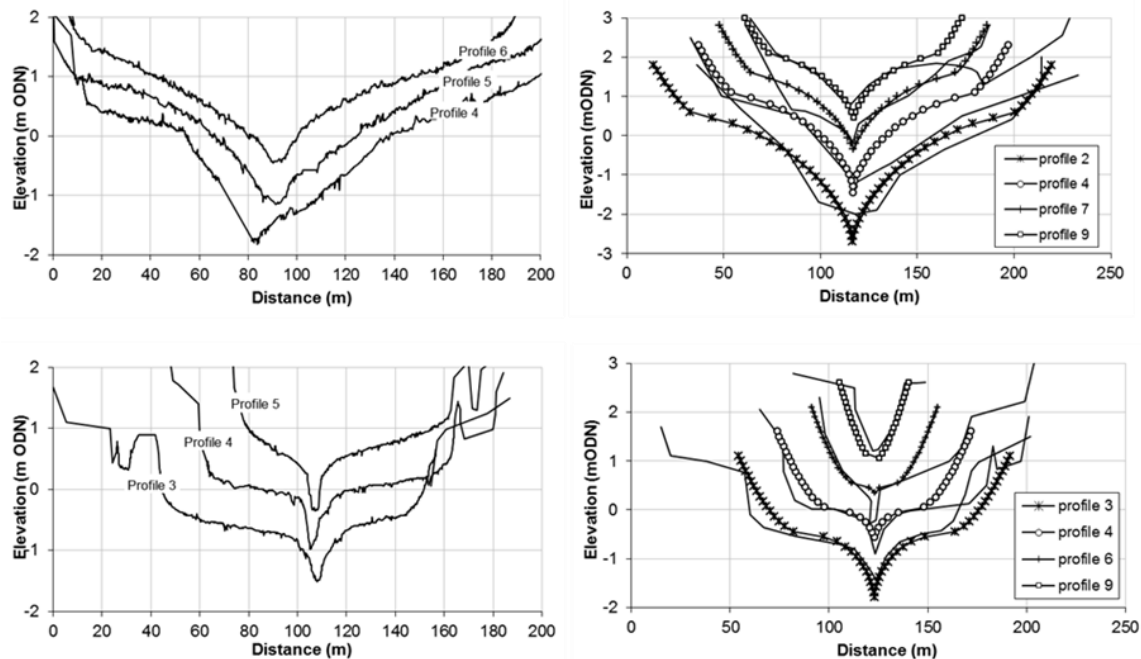 2
1
0
-1
-2
Elevation (m ODN)
Profile 6
Profile 5
Profile 4
0 20 40 60 80 100 120 140 160 180 200
Distance (m)
3
2
1
0
-1
-2
-3
Elevation (mODN)
profile 2
profile 4
profile 7
profile 9
0 50 100 150 200 250
Distance (m)
2
1
0
-1
-2
Elevation (m ODN)
Profile 5
Profile 4
Profile 3
0 20 40 60 80 100 120 140 160 180 200
Distance (m)
3
2
1
0
-1
-2
Elevation (mODN)
profile 3
profile 4
profile 6
profile 9
0 50 100 150 200 250
Distance (m)